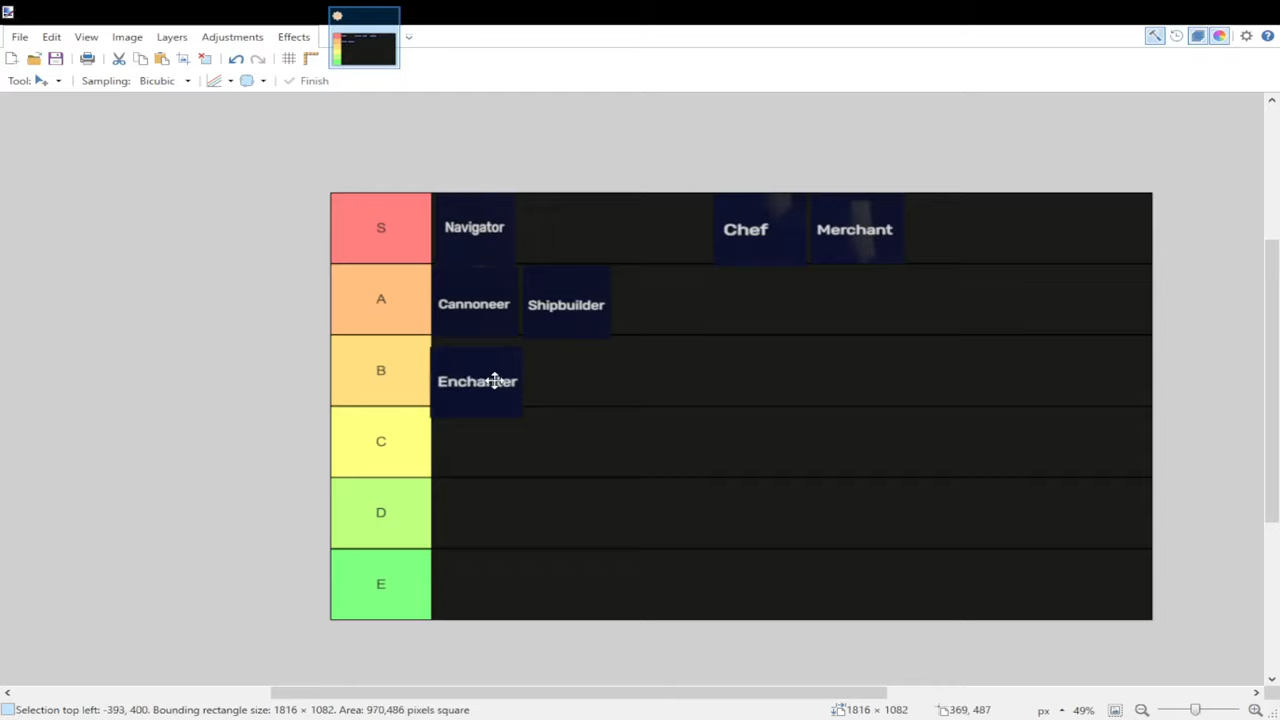 File Edit View Image Layers Adjustments Effects
Tool: Sampling: Bicubic Finish
S Navigator Chef Merchant
A Cannoneer Shipbuilder
B Enchanter
C
D
E
Selection top left: -393, 400. Bounding rectangle size: 1816 × 1082. Area: 970,486 pixels square 1816 × 1082 369, 487 px 49%